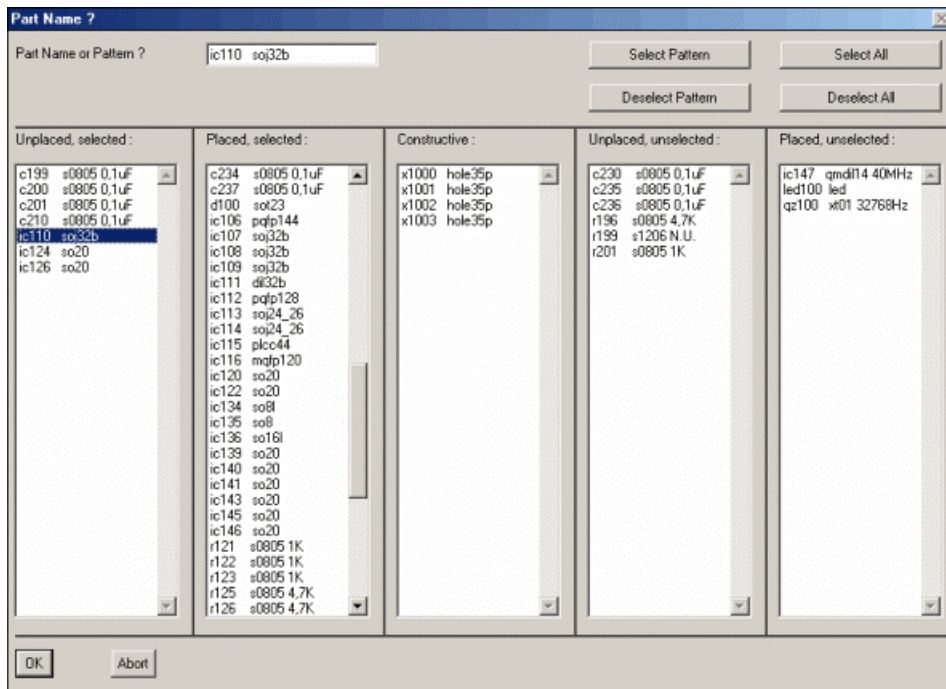 Part Name ?
Part Name or Pattern ?
ic110 soj32b
Select Pattern
Select All
Deselect Pattern
Deselect All
Unplaced, selected :
c199 s0805 0,1uF
c200 s0805 0,1uF
c201 s0805 0,1uF
c210 s0805 0,1uF
ic110 soj32b
ic124 so20
ic126 so20
Placed, selected :
c234 s0805 0,1uF
c237 s0805 0,1uF
d100 sot23
ic106 pqfp144
ic107 soj32b
ic108 soj32b
ic109 soj32b
ic111 dil32b
ic112 pqfp128
ic113 soj24_26
ic114 soj24_26
ic115 plcc44
ic116 mqfp120
ic120 so20
ic122 so20
ic134 so8l
ic135 so8
ic136 so16l
ic139 so20
ic140 so20
ic141 so20
ic143 so20
ic145 so20
ic146 so20
r121 s0805 1K
r122 s0805 1K
r123 s0805 1K
r125 s0805 4,7K
r126 s0805 4,7K
Constructive :
x1000 hole35p
x1001 hole35p
x1002 hole35p
x1003 hole35p
Unplaced, unselected :
c230 s0805 0,1uF
c235 s0805 0,1uF
c236 s0805 0,1uF
r196 s0805 4,7K
r199 s1206 N.U.
r201 s0805 1K
Placed, unselected :
ic147 qmdil14 40MHz
led100 led
qz100 xt01 32768Hz
OK
Abort